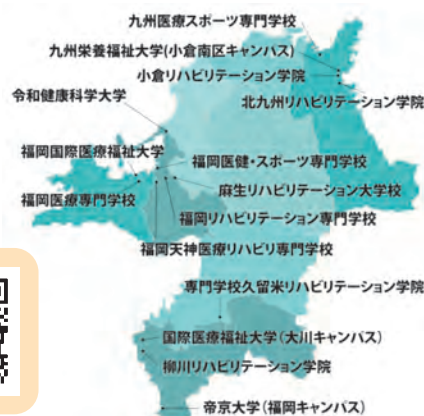 九州医療スポーツ専門学校
九州栄養福祉大学(小倉南区キャンパス)
小倉リハビリテーション学院
令和健康科学大学
北九州リハビリテーション学院
福岡国際医療福祉大学
福岡医健・スポーツ専門学校
福岡医療専門学校
麻生リハビリテーション大学校
福岡リハビリテーション専門学校
福岡天神医療リハビリ専門学校
専門学校久留米リハビリテーション学院
国際医療福祉大学(大川キャンパス)
柳川リハビリテーション学院
帝京大学(福岡キャンパス)